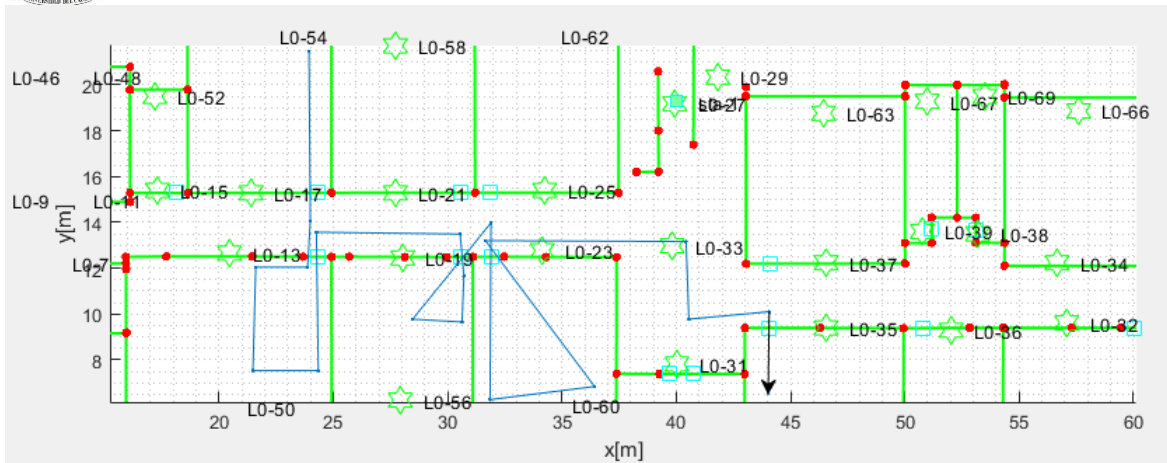 L0-54 L0-58 L0-62
L0-46 L0-48 L0-29
20 L0-52 L0-67 L0-69
L0-63 L0-66
18
16
L0-15 L0-17 L0-21 L0-25
L0-9 L0-11
14
y[m]
L0-33 L0-39 L0-38
L0-13 L0-19 L0-23
L0-7 L0-37 L0-34
12
10
L0-35 L0-36 L0-32
8
L0-31
L0-50 L0-56 L0-60
20 25 30 35 40 45 50 55 60
x[m]